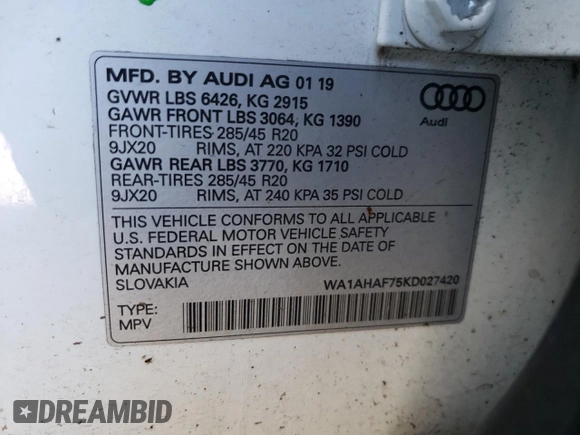 MFD. BY AUDI AG 01 19
GVWR LBS 6426, KG 2915
GAWR FRONT LBS 3064, KG 1390
FRONT-TIRES 285/45 R20
9JX20 RIMS, AT 220 KPA 32 PSI COLD
GAWR REAR LBS 3770, KG 1710
REAR-TIRES 285/45 R20
9JX20 RIMS, AT 240 KPA 35 PSI COLD
Audi
THIS VEHICLE CONFORMS TO ALL APPLICABLE
U.S. FEDERAL MOTOR VEHICLE SAFETY
STANDARDS IN EFFECT ON THE DATE OF
MANUFACTURE SHOWN ABOVE.
SLOVAKIA WA1AHAF75KD027420
TYPE:
MPV
DREAMBID